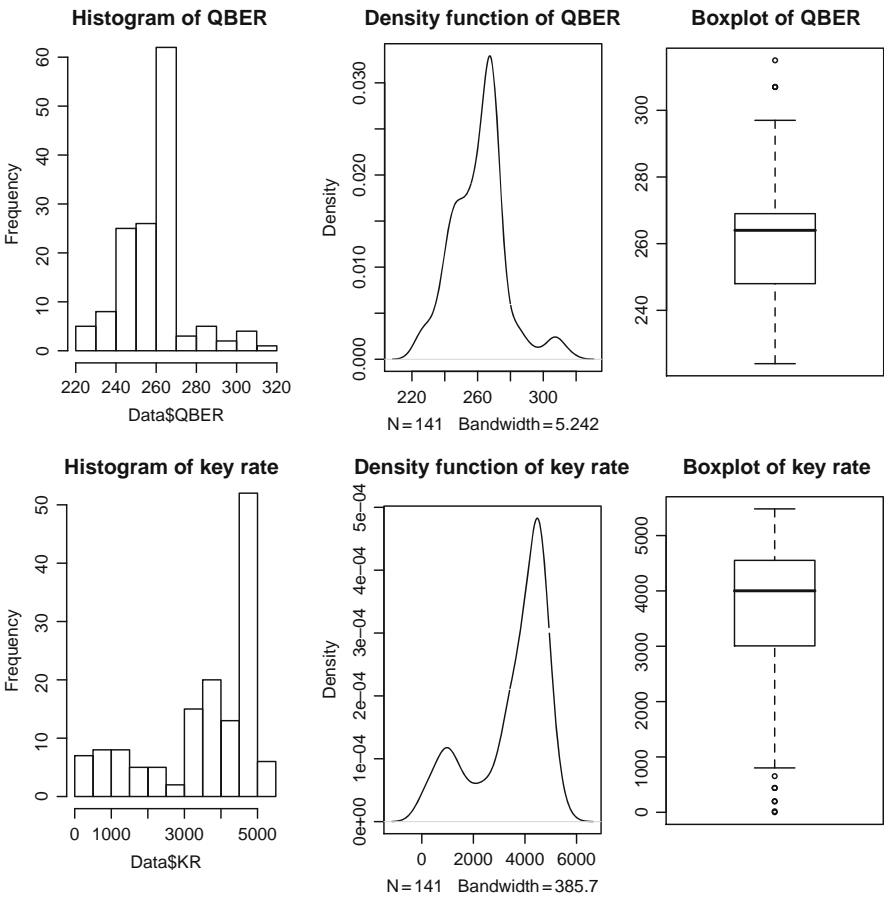 Histogram of QBER
Density function of QBER
Boxplot of QBER
Frequency
0 10 20 30 40 50 60
220 240 260 280 300 320
Data$QBER
Density
0.000 0.010 0.020 0.030
220 260 300
N=141 Bandwidth=5.242
240 260 280 300
Histogram of key rate
Density function of key rate
Boxplot of key rate
Frequency
0 10 20 30 40 50
0 1000 3000 5000
Data$KR
Density
0e+00 1e−04 2e−04 3e−04 4e−04 5e−04
0 2000 4000 6000
N=141 Bandwidth=385.7
0 1000 2000 3000 4000 5000